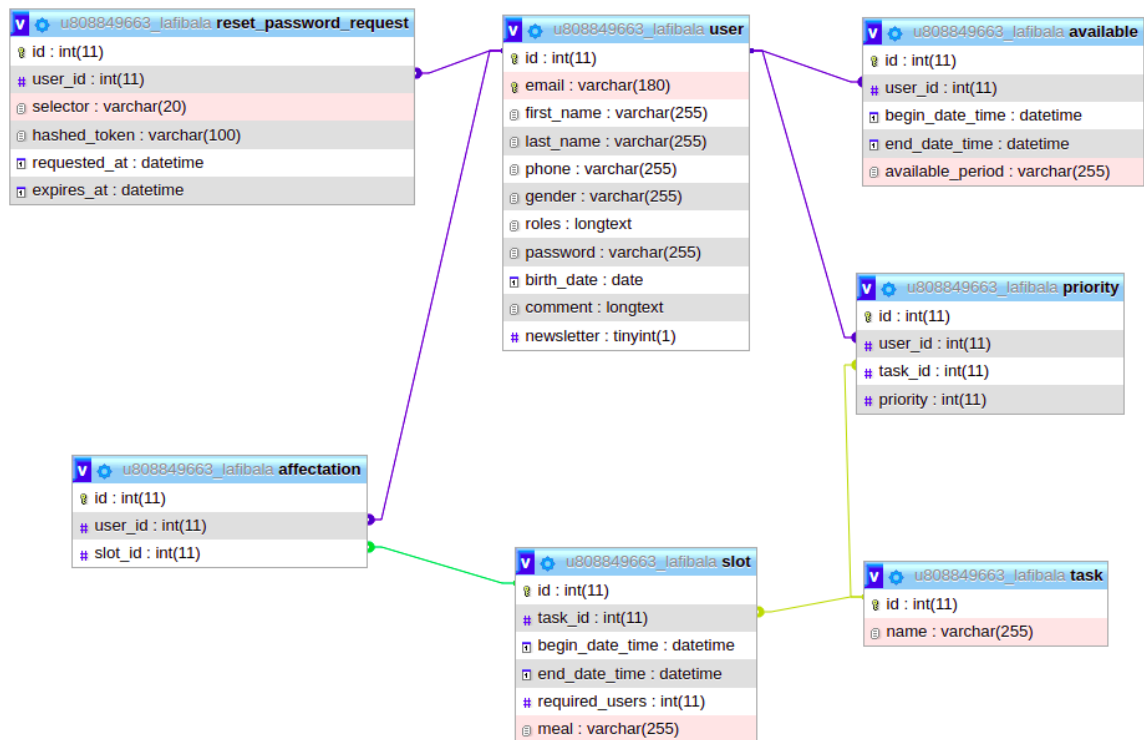 u808849663_lafibala reset_password_request
id : int(11)
user_id : int(11)
selector : varchar(20)
hashed_token : varchar(100)
requested_at : datetime
expires_at : datetime
u808849663_lafibala user
id : int(11)
email : varchar(180)
first_name : varchar(255)
last_name : varchar(255)
phone : varchar(255)
gender : varchar(255)
roles : longtext
password : varchar(255)
birth_date : date
comment : longtext
newsletter : tinyint(1)
u808849663_lafibala available
id : int(11)
user_id : int(11)
begin_date_time : datetime
end_date_time : datetime
available_period : varchar(255)
u808849663_lafibala priority
id : int(11)
user_id : int(11)
task_id : int(11)
priority : int(11)
u808849663_lafibala affectation
id : int(11)
user_id : int(11)
slot_id : int(11)
u808849663_lafibala slot
id : int(11)
task_id : int(11)
begin_date_time : datetime
end_date_time : datetime
required_users : int(11)
meal : varchar(255)
u808849663_lafibala task
id : int(11)
name : varchar(255)